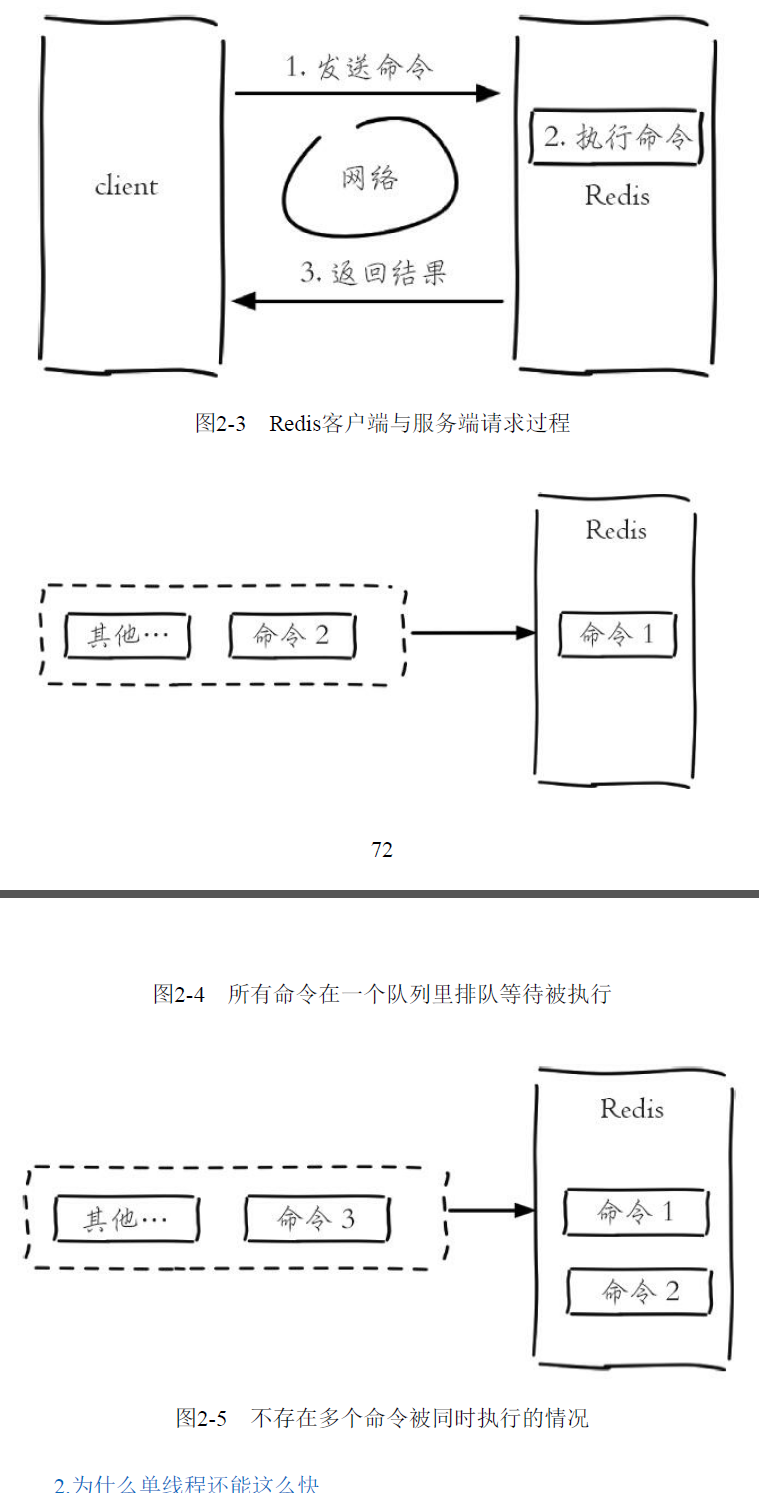 1. 发送命令
2. 执行命令
网络
client
Redis
3. 返回结果
图2-3 Redis客户端与服务端请求过程
Redis
其他…
命令 2
命令 1
72
图2-4 所有命令在一个队列里排队等待被执行
Redis
其他…
命令 3
命令 1
命令 2
图2-5 不存在多个命令被同时执行的情况
2.为什么单线程还能这么快